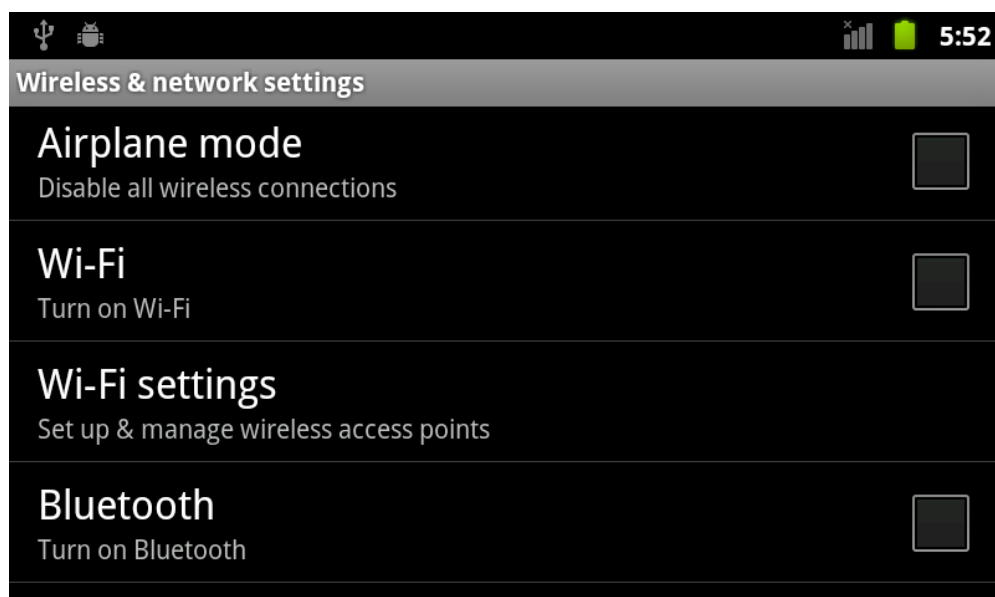 5:52
Wireless & network settings
Airplane mode
Disable all wireless connections
Wi-Fi
Turn on Wi-Fi
Wi-Fi settings
Set up & manage wireless access points
Bluetooth
Turn on Bluetooth